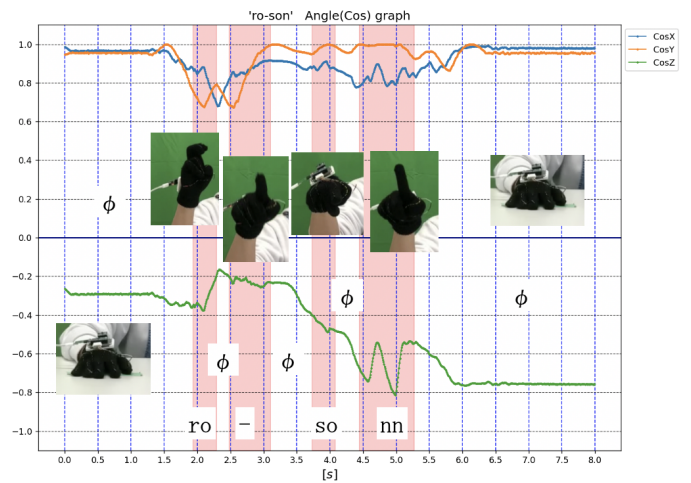 'ro-son' Angle(Cos) graph
CosX
CosY
CosZ
1.0
0.8
0.6
0.4
0.2
0.0
−0.2
−0.4
−0.6
−0.8
−1.0
ϕ
ϕ
ϕ
ϕ
ϕ
ro
−
so
nn
0.0 0.5 1.0 1.5 2.0 2.5 3.0 3.5 4.0 4.5 5.0 5.5 6.0 6.5 7.0 7.5 8.0
[s]